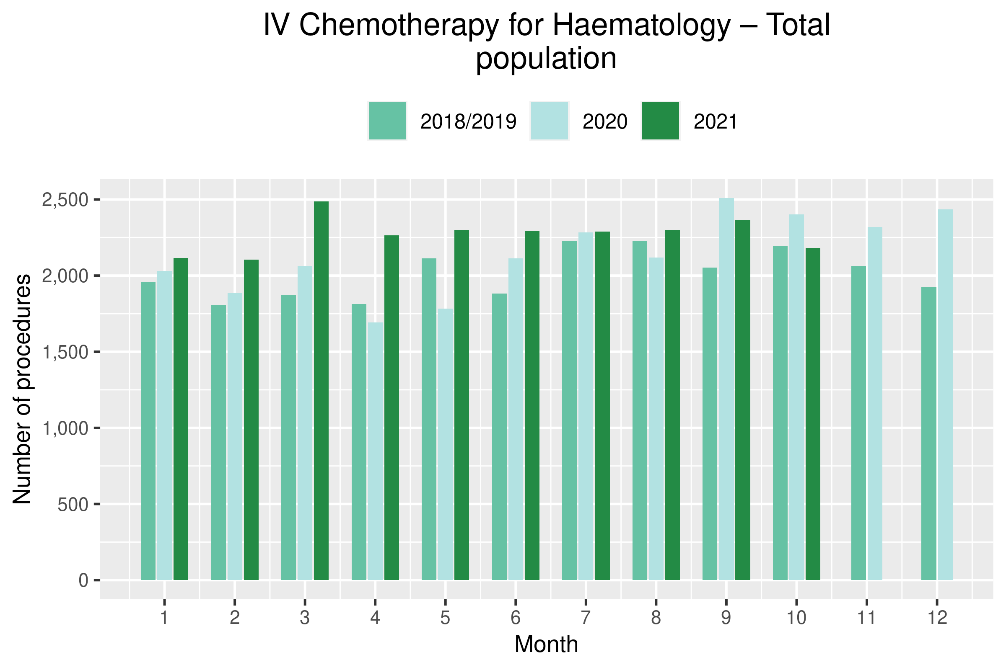 IV Chemotherapy for Haematology – Total
population
2018/2019 2020 2021
Number of procedures
2,500
2,000
1,500
1,000
500
0
1 2 3 4 5 6 7 8 9 10 11 12
Month